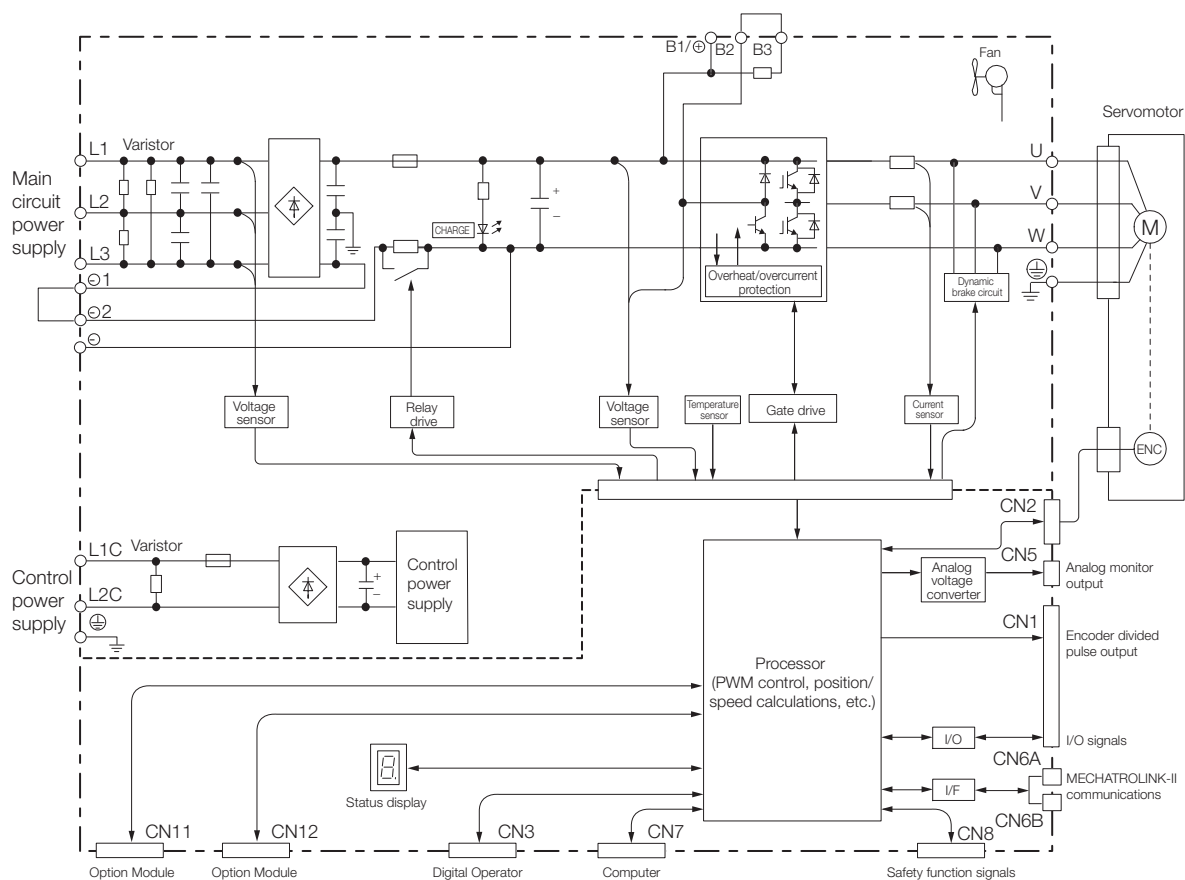 B1/⊕ B2 B3
Fan
Servomotor
L1 Varistor
Main
circuit
power
supply
L2
L3
⊖1
⊖2
⊖
CHARGE
+
−
Overheat/overcurrent
protection
U
V
W
M
Dynamic
brake circuit
Voltage
sensor
Relay
drive
Voltage
sensor
Temperature
sensor
Gate drive
Current
sensor
ENC
CN2
Control
power
supply
L1C
Varistor
L2C
+
−
Control
power
supply
Processor
(PWM control, position/
speed calculations, etc.)
Analog
voltage
converter
CN5
Analog monitor
output
CN1
Encoder divided
pulse output
I/O
I/O signals
CN6A
I/F
MECHATROLINK-II
communications
CN6B
Status display
CN11
CN12
CN3
CN7
CN8
Option Module
Option Module
Digital Operator
Computer
Safety function signals